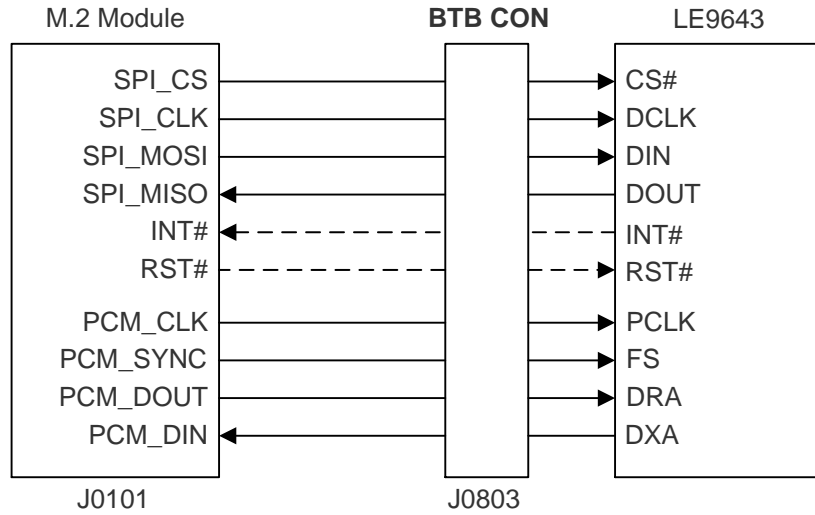 M.2 Module BTB CON LE9643
SPI_CS CS#
SPI_CLK DCLK
SPI_MOSI DIN
SPI_MISO DOUT
INT# INT#
RST# RST#
PCM_CLK PCLK
PCM_SYNC FS
PCM_DOUT DRA
PCM_DIN DXA
J0101 J0803